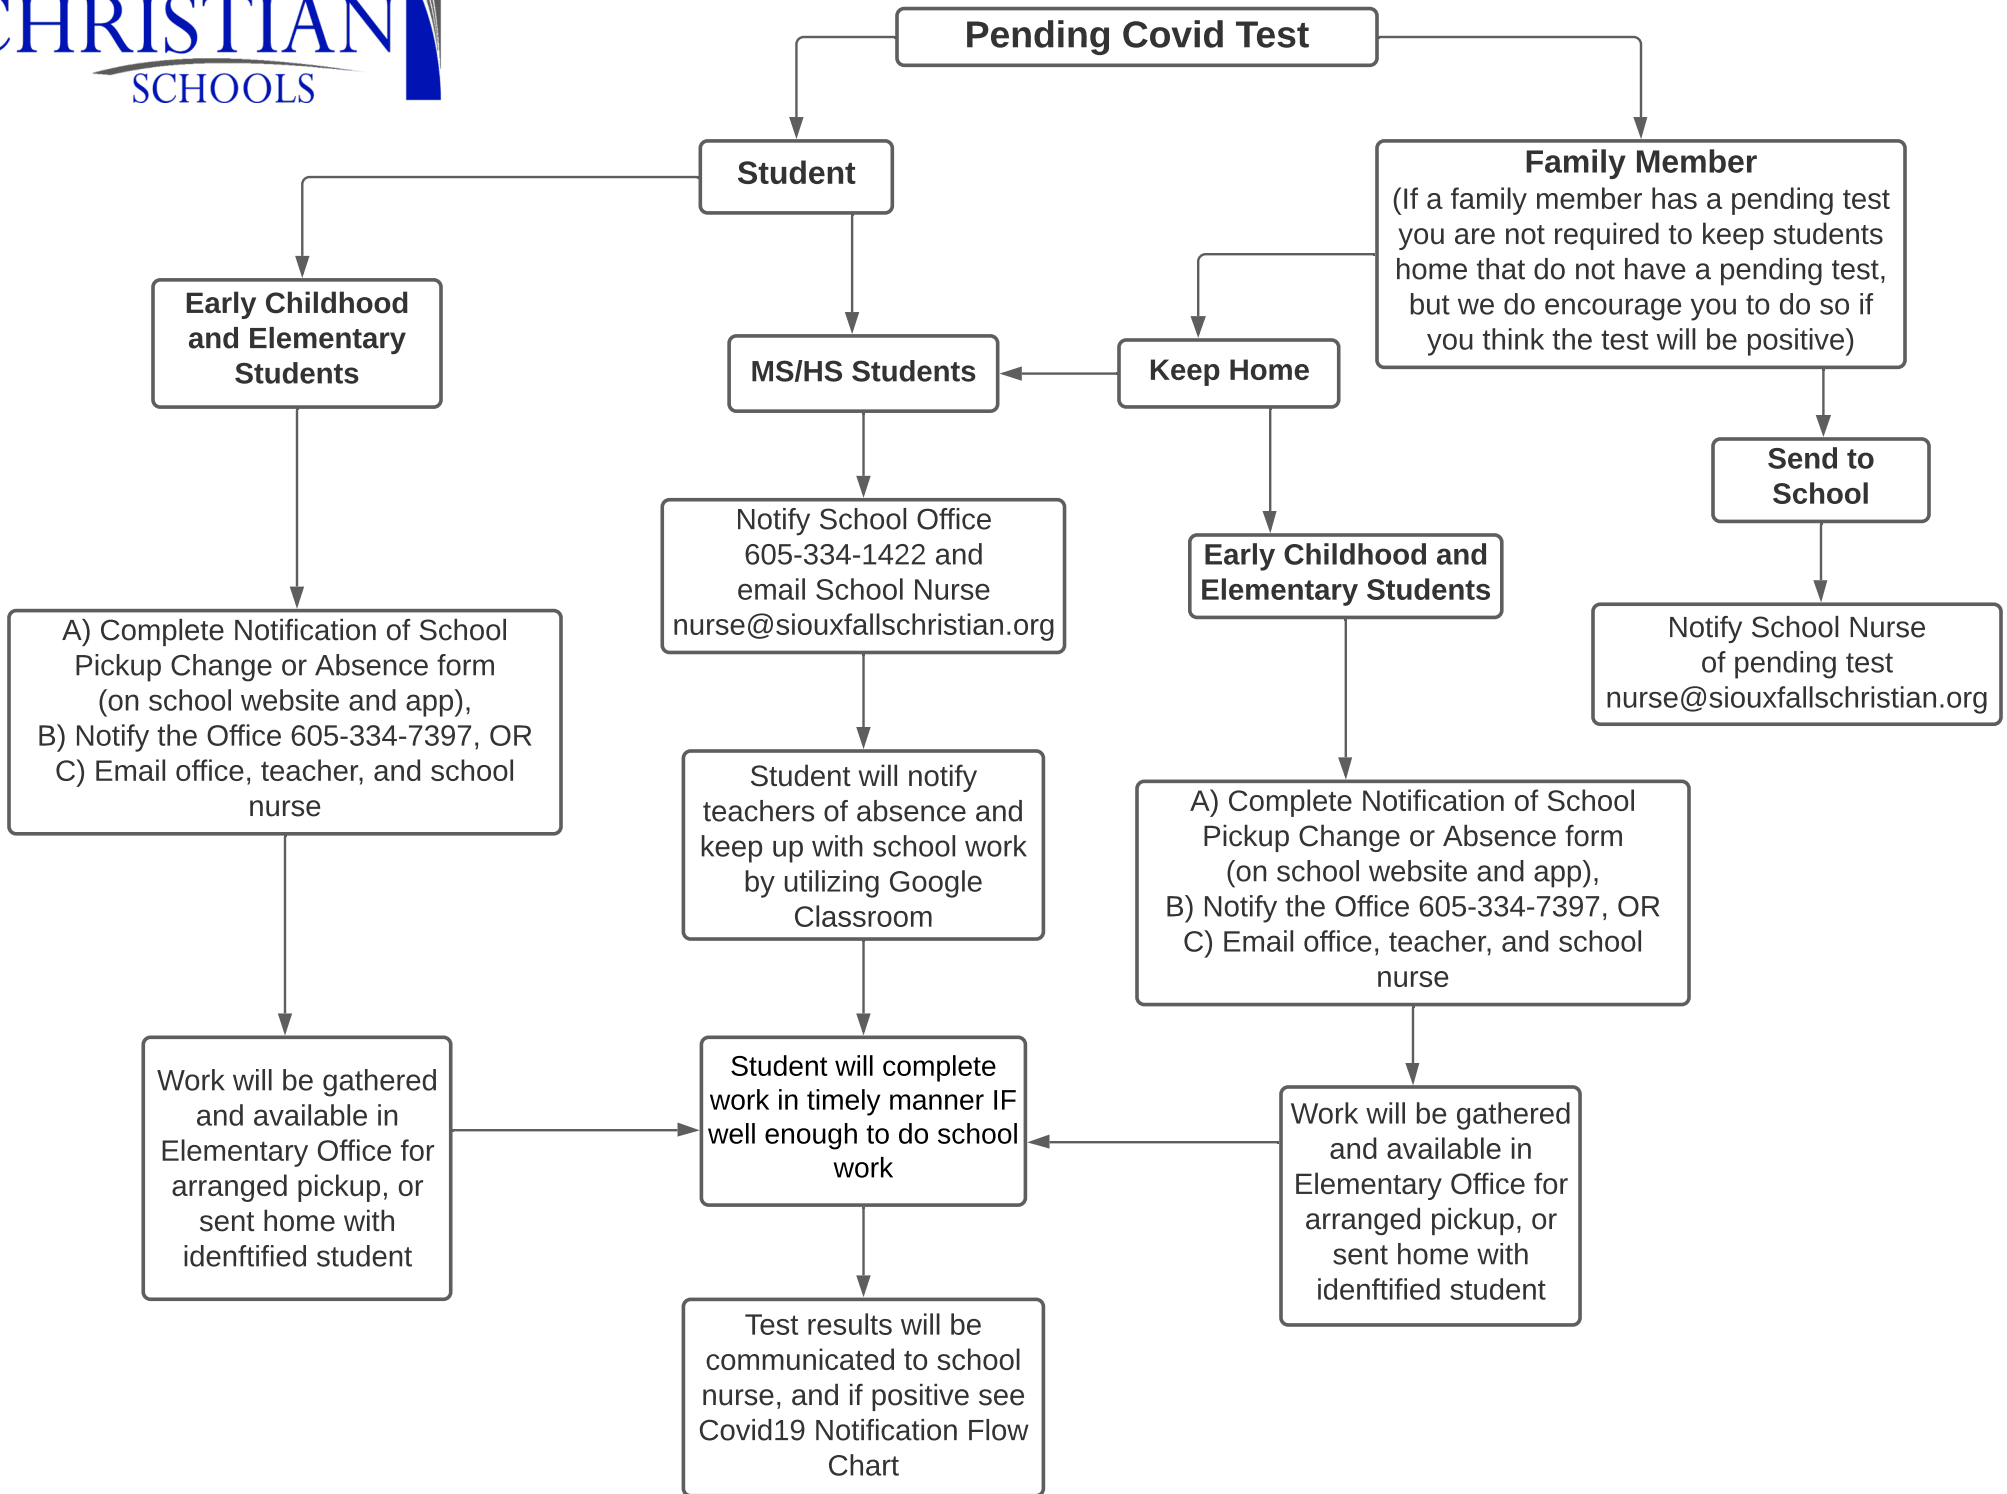 CHRISTIAN
SCHOOLS
Pending Covid Test
Student
Family Member
(If a family member has a pending test
you are not required to keep students
home that do not have a pending test,
but we do encourage you to do so if
you think the test will be positive)
Early Childhood
and Elementary
Students
MS/HS Students
Keep Home
Send to
School
Notify School Office
605-334-1422 and
email School Nurse
nurse@siouxfallschristian.org
Early Childhood and
Elementary Students
Notify School Nurse
of pending test
nurse@siouxfallschristian.org
A) Complete Notification of School
Pickup Change or Absence form
(on school website and app),
B) Notify the Office 605-334-7397, OR
C) Email office, teacher, and school
nurse
Student will notify
teachers of absence and
keep up with school work
by utilizing Google
Classroom
A) Complete Notification of School
Pickup Change or Absence form
(on school website and app),
B) Notify the Office 605-334-7397, OR
C) Email office, teacher, and school
nurse
Work will be gathered
and available in
Elementary Office for
arranged pickup, or
sent home with
idenftified student
Student will complete
work in timely manner IF
well enough to do school
work
Work will be gathered
and available in
Elementary Office for
arranged pickup, or
sent home with
idenftified student
Test results will be
communicated to school
nurse, and if positive see
Covid19 Notification Flow
Chart